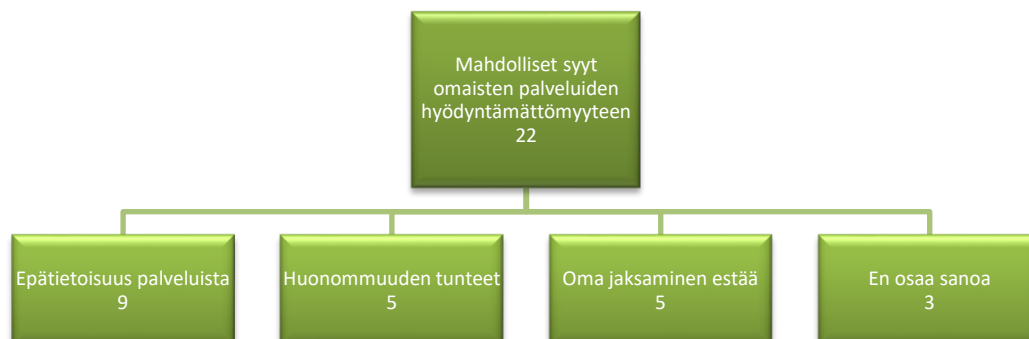 Mahdolliset syyt
omaisten palveluiden
hyödyntämättömyyteen
22
Epätietoisuus palveluista
9
Huonommuuden tunteet
5
Oma jaksaminen estää
5
En osaa sanoa
3